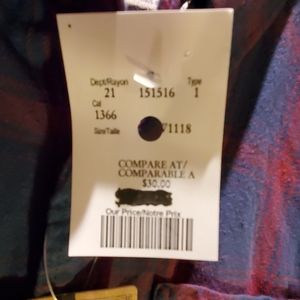 Dept/Rayon Type
21 151516 1
Cat
1366
Size/Taille 71118
COMPARE AT/
COMPARABLE A
$30.00
Our Price/Notre Prix